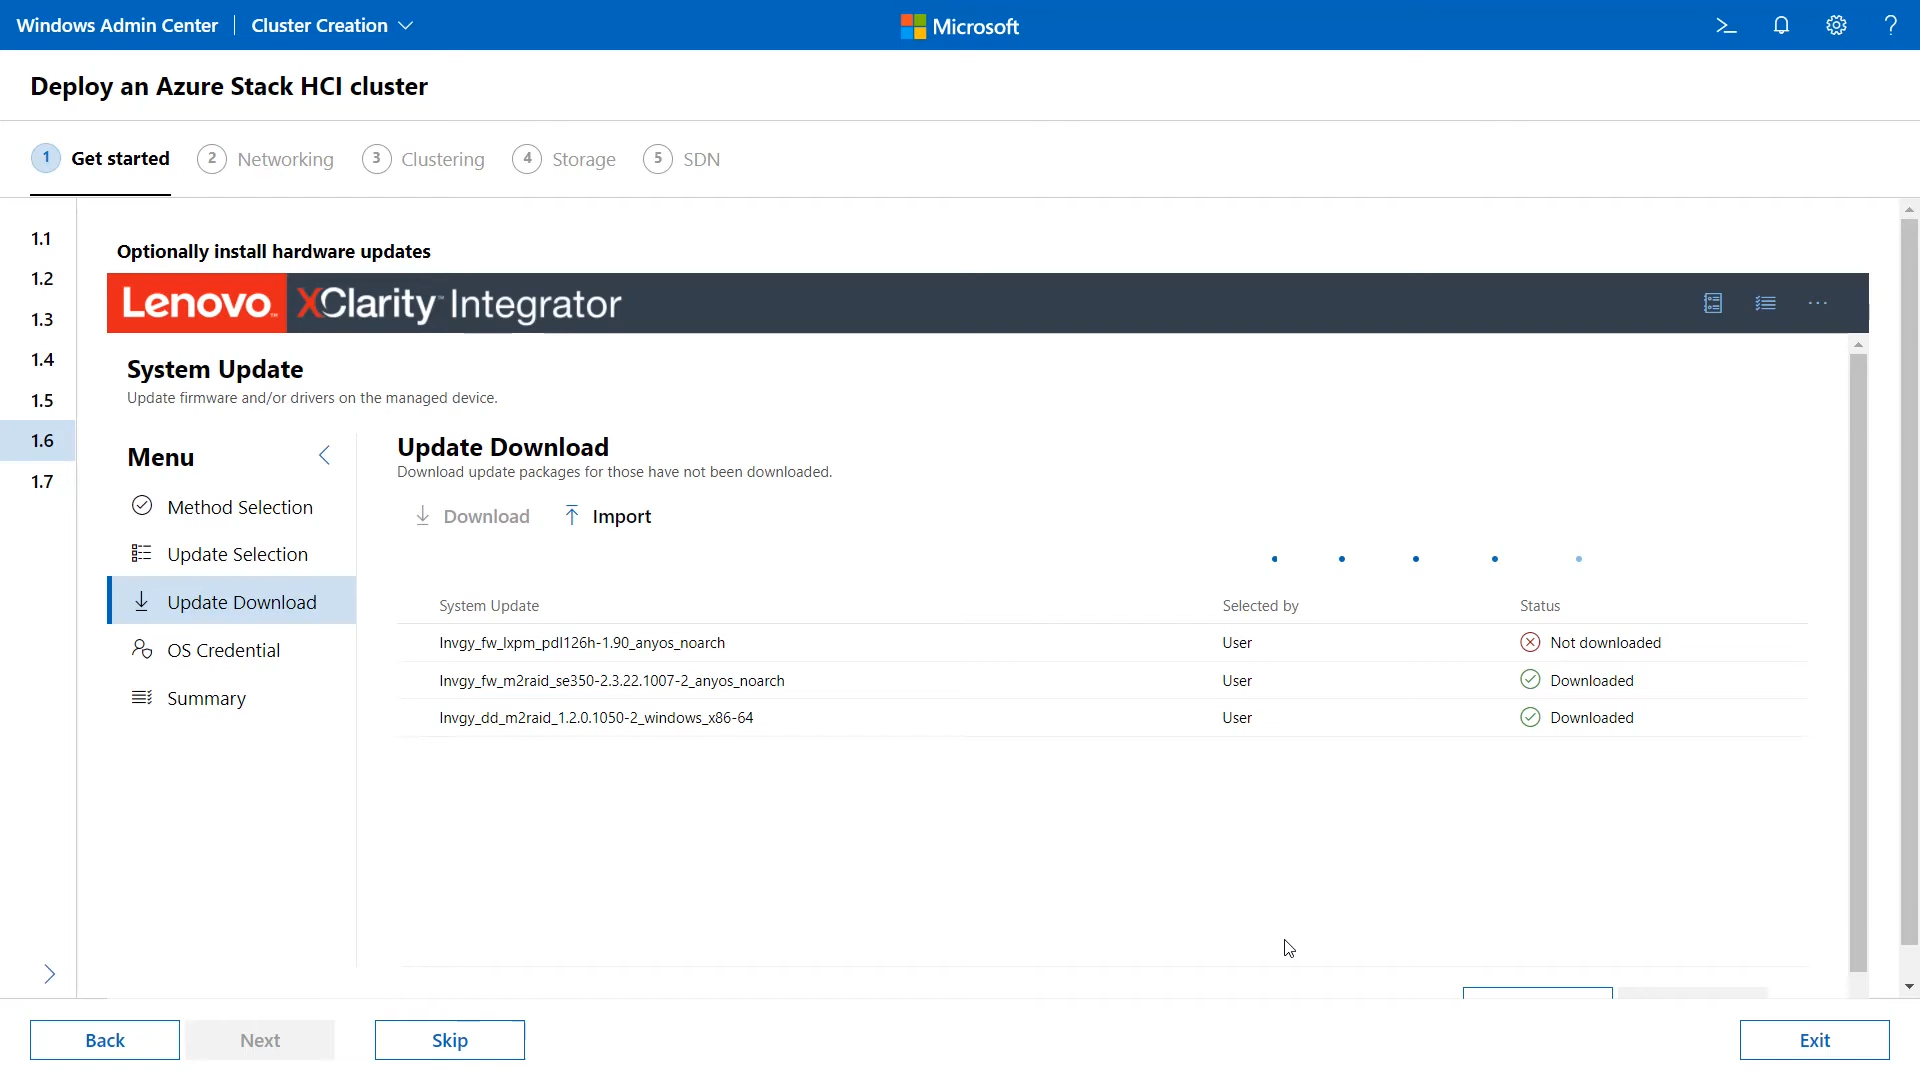 Windows Admin Center | Cluster Creation
Microsoft
?
Deploy an Azure Stack HCI cluster
1 Get started
2 Networking
3 Clustering
4 Storage
5 SDN
1.1
1.2
1.3
1.4
1.5
1.6
1.7
Optionally install hardware updates
Lenovo™ XClarity™ Integrator
System Update
Update firmware and/or drivers on the managed device.
Menu
Method Selection
Update Selection
Update Download
OS Credential
Summary
Update Download
Download update packages for those have not been downloaded.
Download Import
System Update Selected by Status
lnvgy_fw_lxpm_pdl126h-1.90_anyos_noarch User Not downloaded
lnvgy_fw_m2raid_se350-2.3.22.1007-2_anyos_noarch User Downloaded
lnvgy_dd_m2raid_1.2.0.1050-2_windows_x86-64 User Downloaded
Back Next Skip Exit